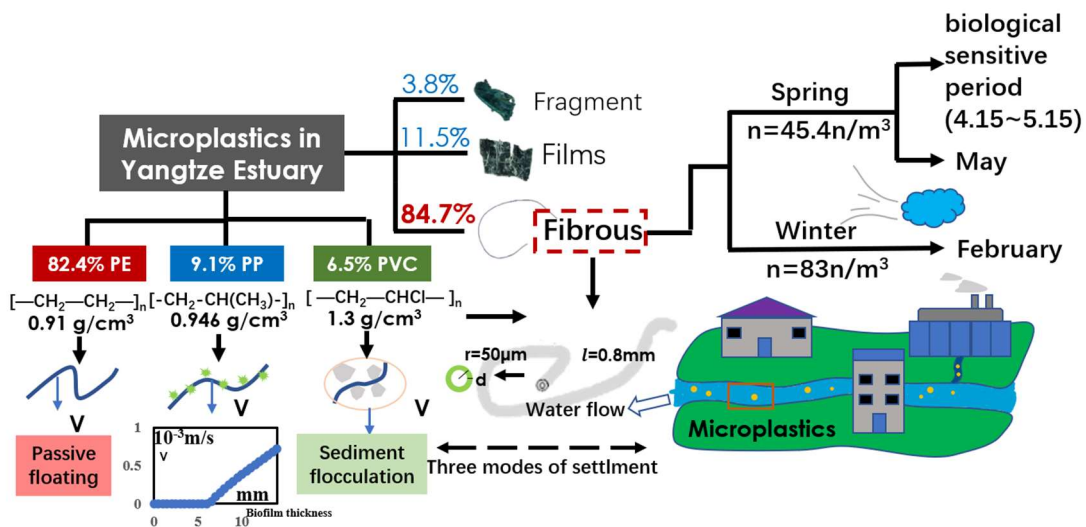 Microplastics in
Yangtze Estuary
3.8%
Fragment
11.5%
Films
84.7%
Fibrous
Spring
n=45.4n/m³
biological
sensitive
period
(4.15~5.15)
May
Winter
n=83n/m³
February
82.4% PE
9.1% PP
6.5% PVC
[—CH₂—CH₂—]n
[-CH₂-CH(CH₃)-]n
[—CH₂—CHCl—]n
0.91 g/cm³
0.946 g/cm³
1.3 g/cm³
r=50μm
d
l=0.8mm
Water flow
Microplastics
V
V
V
Passive
floating
1
0.5
0
10⁻³m/s
V
mm
Biofilm thickness
0
5
10
Sediment
flocculation
Three modes of settlment